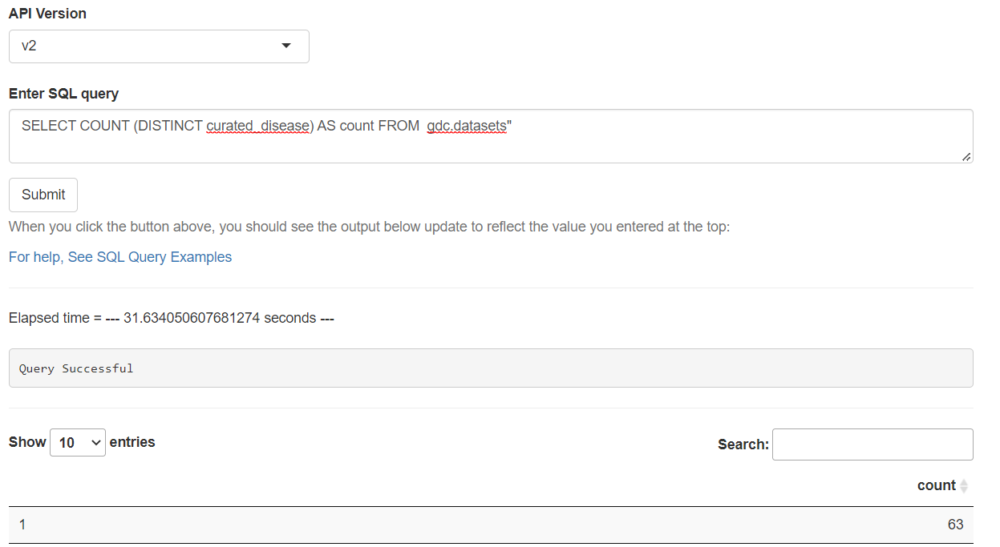 API Version
v2
Enter SQL query
SELECT COUNT (DISTINCT curated_disease) AS count FROM  gdc.datasets"
Submit
When you click the button above, you should see the output below update to reflect the value you entered at the top:
For help, See SQL Query Examples
Elapsed time = --- 31.634050607681274 seconds ---
Query Successful
Show 10 entries Search:
count
1 63